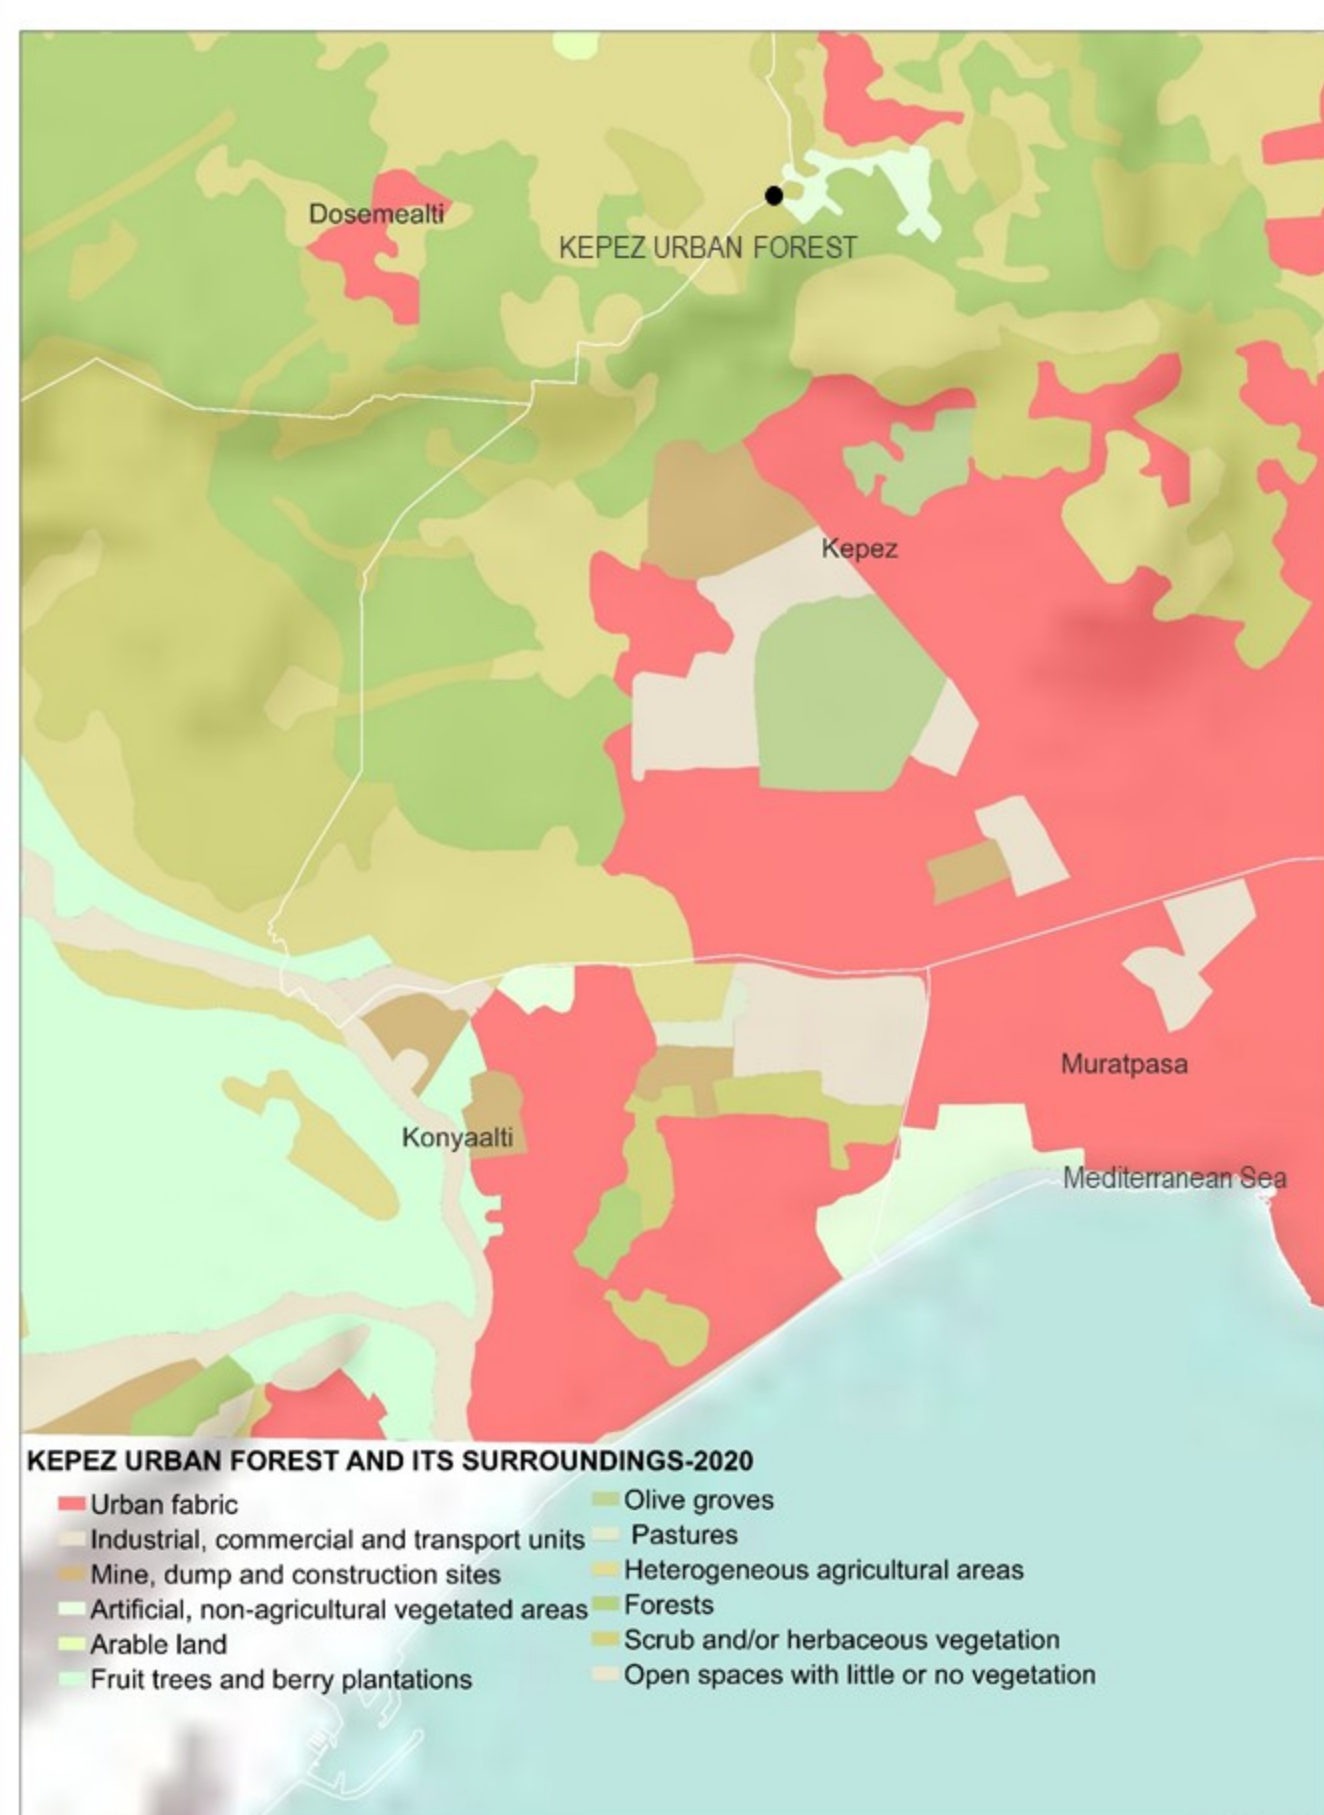 Dosemealti
KEPEZ URBAN FOREST
Kepez
Muratpasa
Konyaalti
Mediterranean Sea
KEPEZ URBAN FOREST AND ITS SURROUNDINGS-2020
Urban fabric
Industrial, commercial and transport units
Mine, dump and construction sites
Artificial, non-agricultural vegetated areas
Arable land
Fruit trees and berry plantations
Olive groves
Pastures
Heterogeneous agricultural areas
Forests
Scrub and/or herbaceous vegetation
Open spaces with little or no vegetation